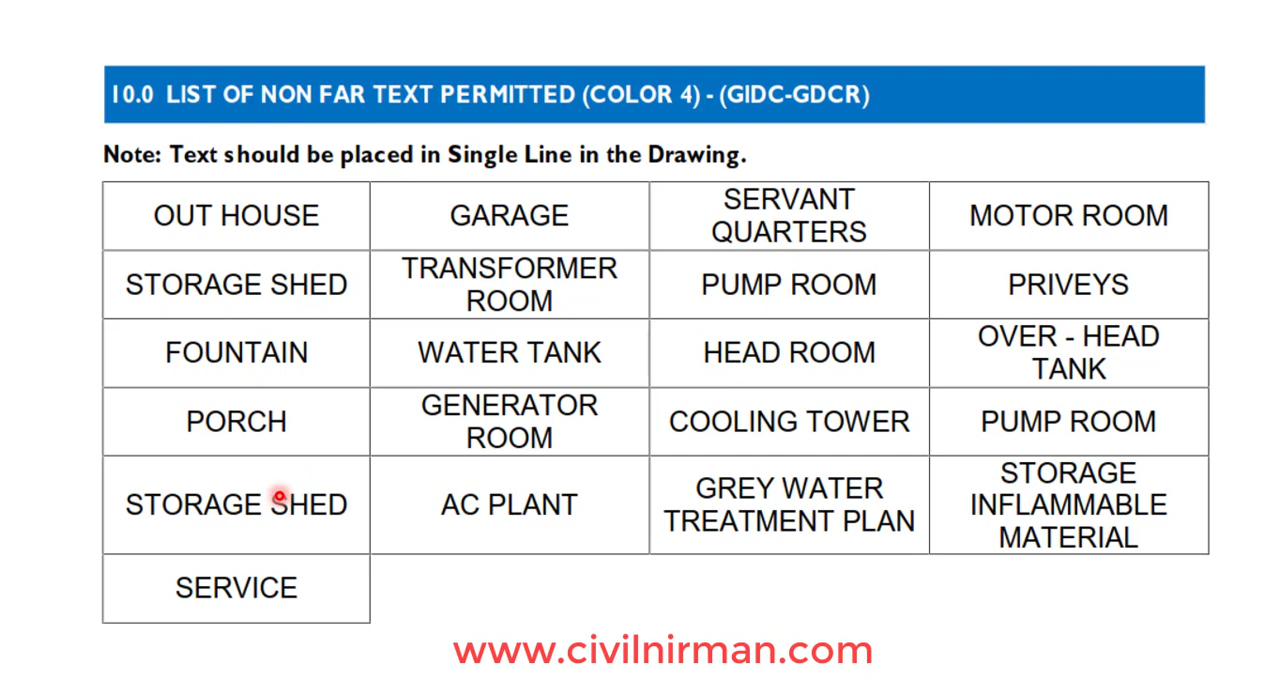 10.0 LIST OF NON FAR TEXT PERMITTED (COLOR 4) - (GIDC-GDCR)
Note: Text should be placed in Single Line in the Drawing.
OUT HOUSE
GARAGE
SERVANT
QUARTERS
MOTOR ROOM
STORAGE SHED
TRANSFORMER
ROOM
PUMP ROOM
PRIVEYS
FOUNTAIN
WATER TANK
HEAD ROOM
OVER - HEAD
TANK
PORCH
GENERATOR
ROOM
COOLING TOWER
PUMP ROOM
STORAGE SHED
AC PLANT
GREY WATER
TREATMENT PLAN
STORAGE
INFLAMMABLE
MATERIAL
SERVICE
www.civilnirman.com